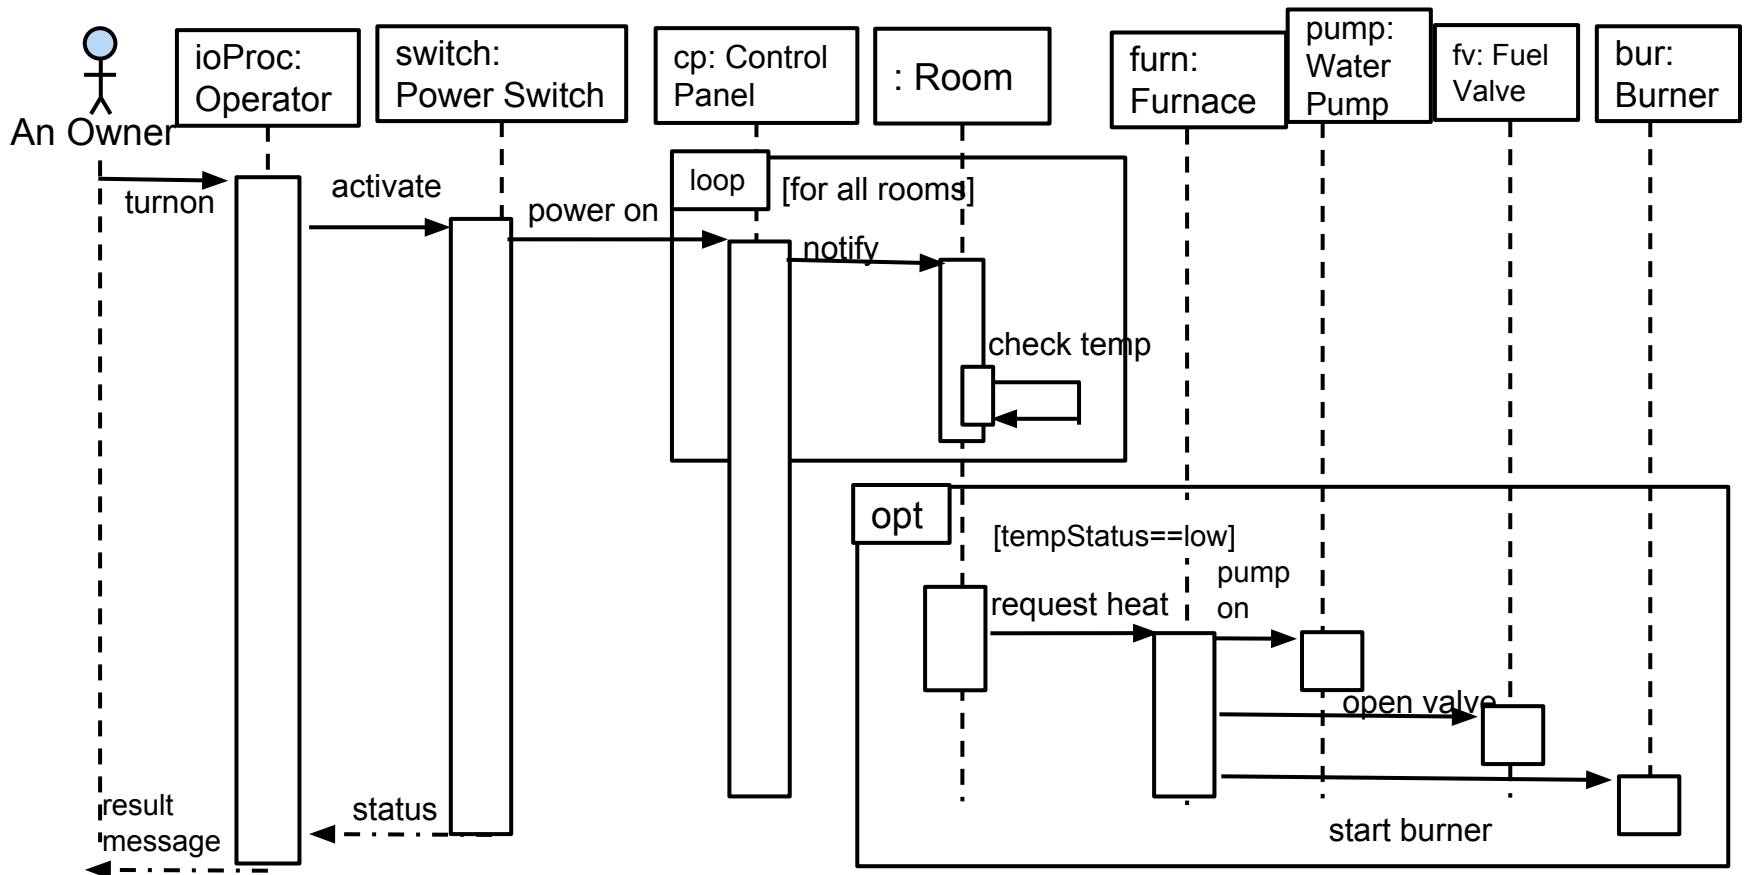 An Owner
ioProc:
Operator
switch:
Power Switch
cp: Control
Panel
: Room
furn:
Furnace
pump:
Water
Pump
fv: Fuel
Valve
bur:
Burner
turnon
activate
power on
loop
[for all rooms]
notify
check temp
opt
[tempStatus==low]
request heat
pump
on
open valve
start burner
status
result
message